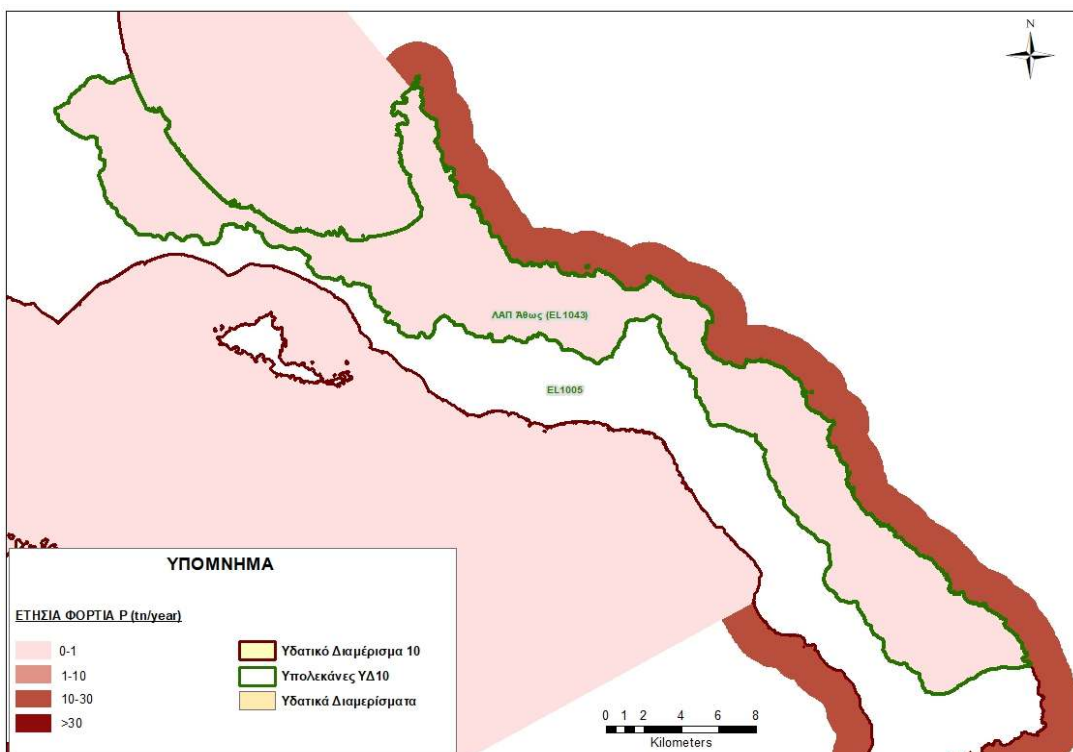 N
ΛΑΠ Άθως (EL1043)
EL1005
ΥΠΟΜΝΗΜΑ
ΕΤΗΣΙΑ ΦΟΡΤΙΑ P (tn/year)
0-1
1-10
10-30
>30
Υδατικό Διαμέρισμα 10
Υπολεκάνες ΥΔ10
Υδατικά Διαμερίσματα
0 1 2 4 6 8
Kilometers